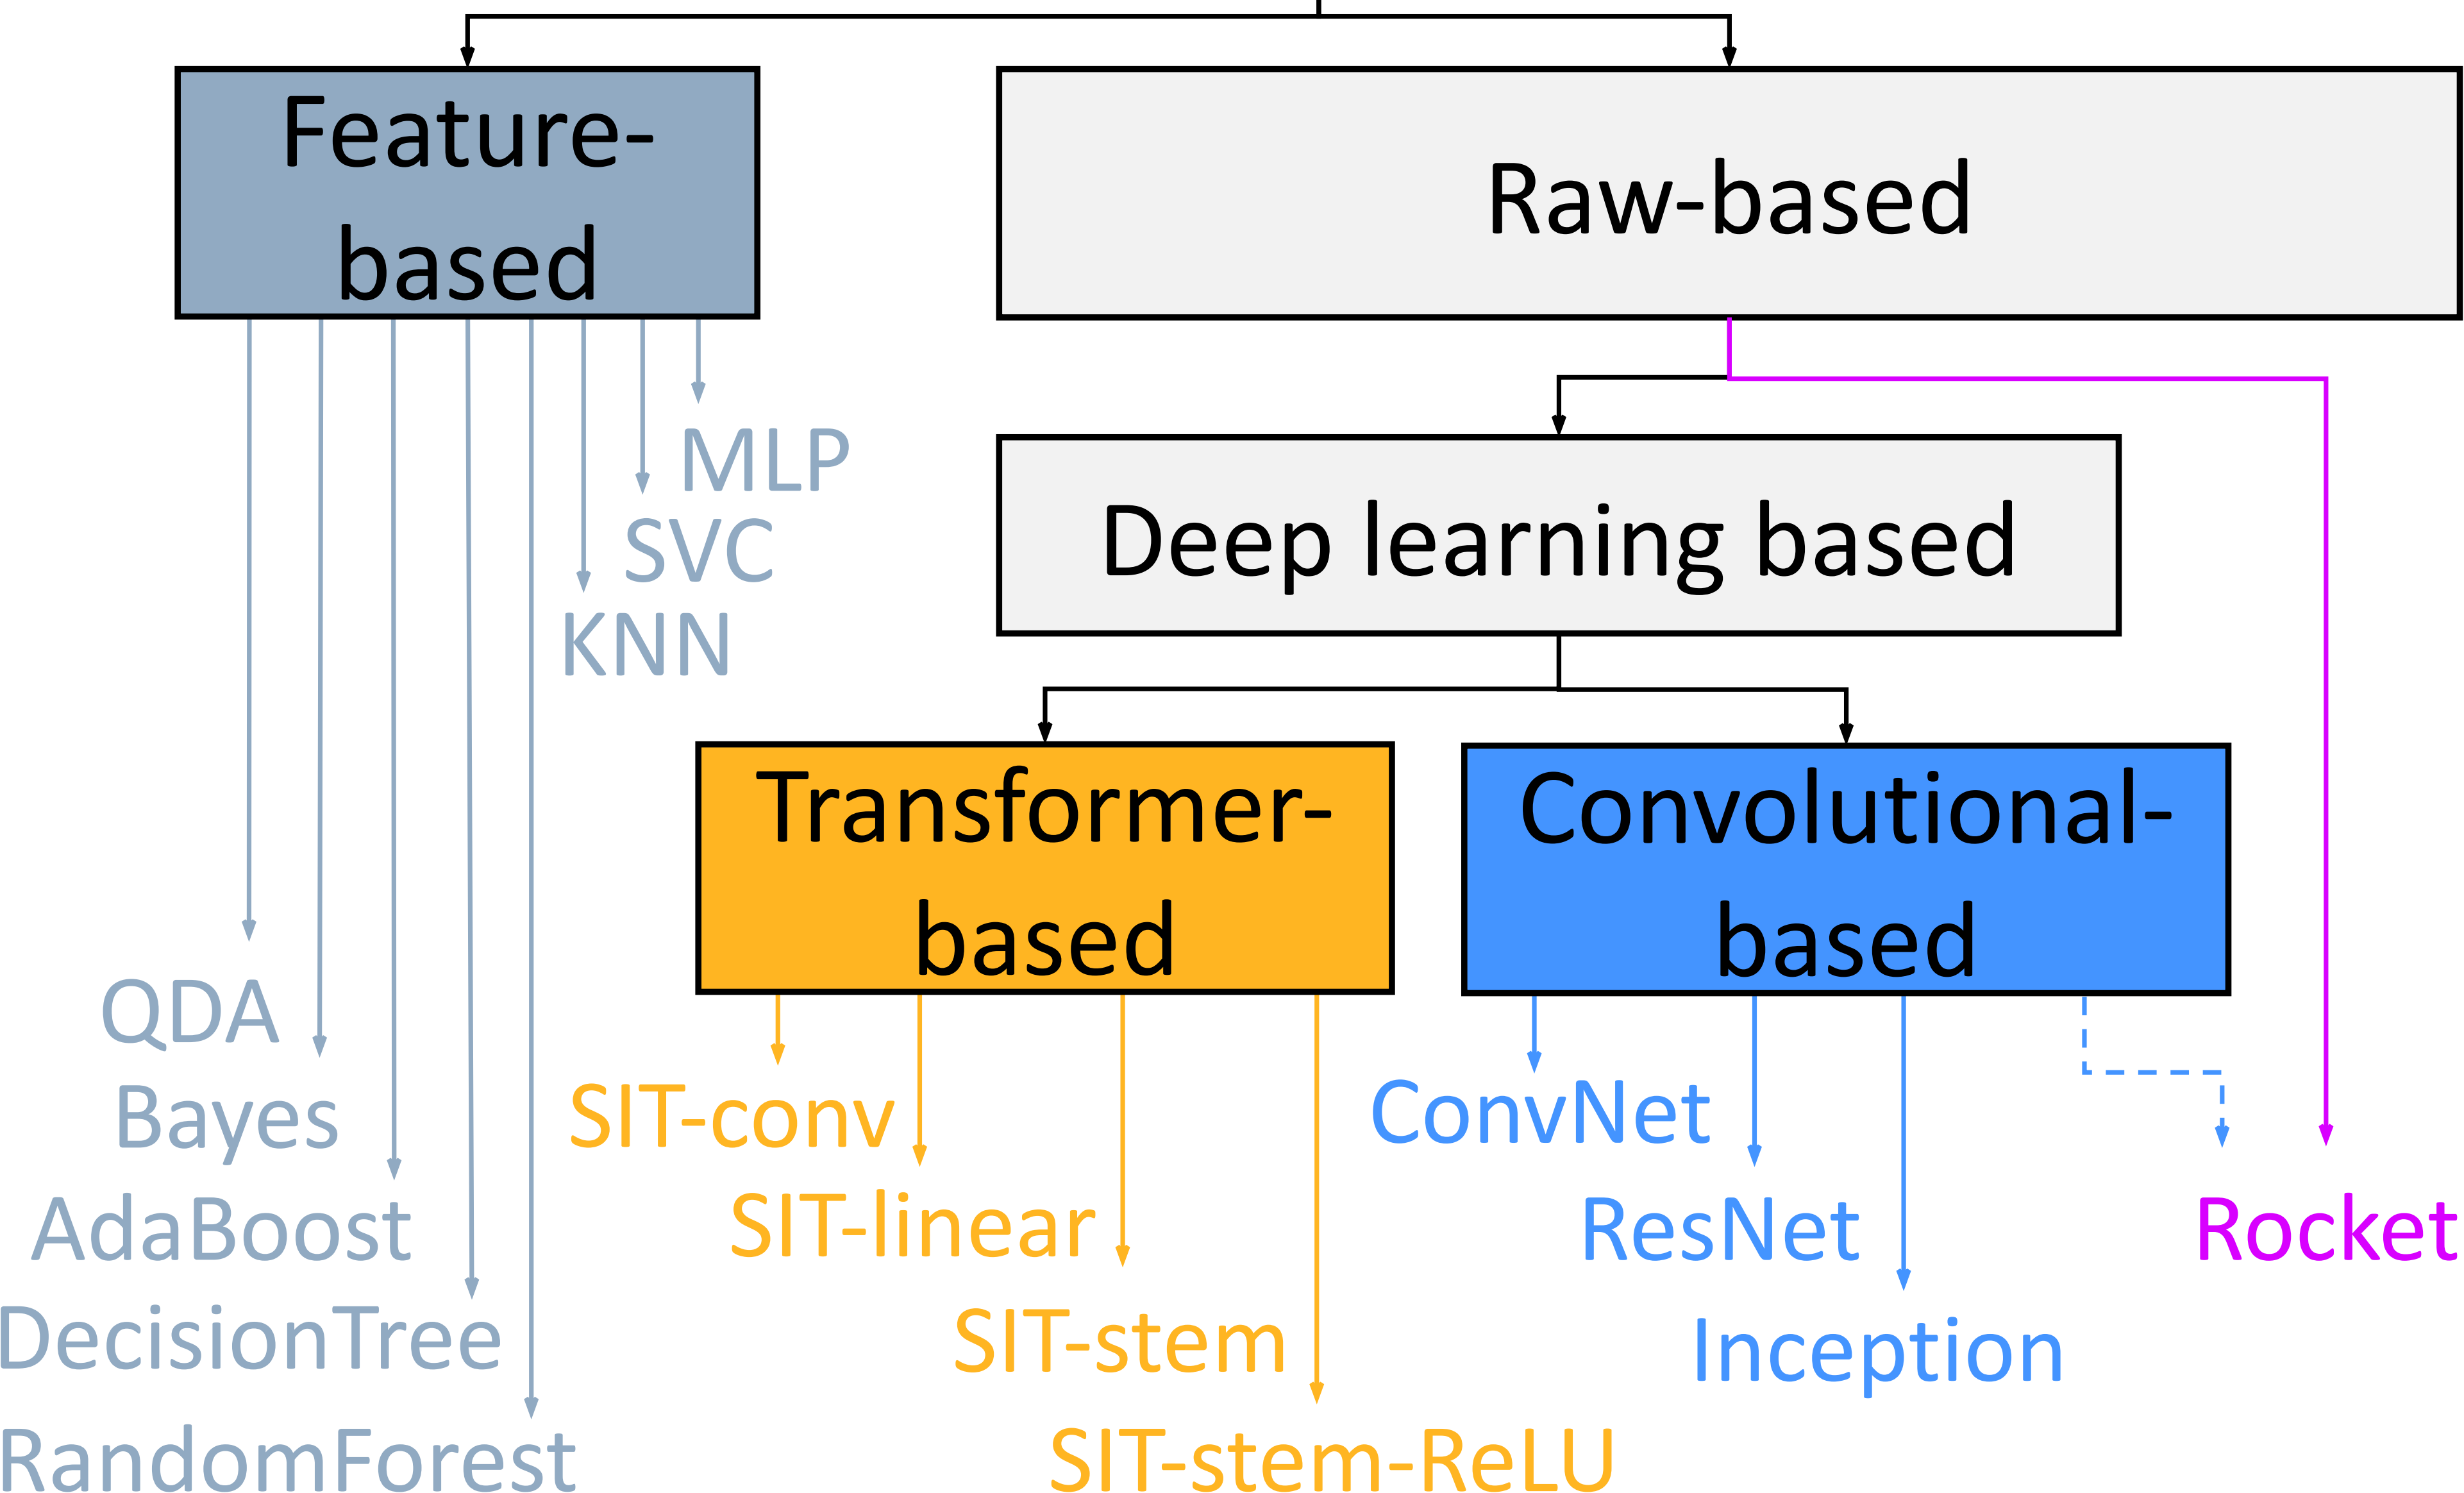 Feature-
based
Raw-based
MLP
SVC
KNN
Deep learning based
Transformer-
based
Convolutional-
based
QDA
Bayes
AdaBoost
DecisionTree
RandomForest
SIT-conv
SIT-linear
SIT-stem
SIT-stem-ReLU
ConvNet
ResNet
Inception
Rocket